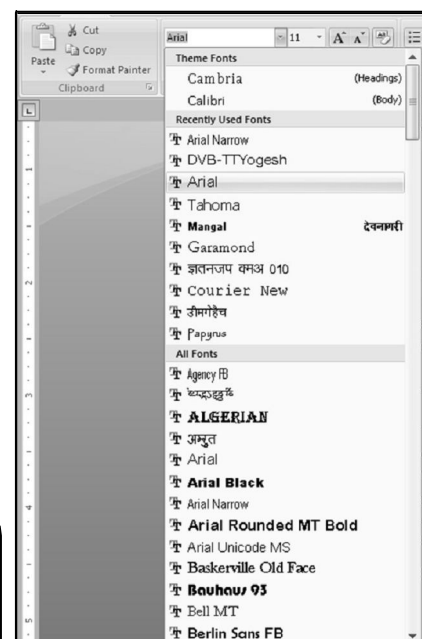 Cut
Copy
Paste
Format Painter
Clipboard
Arial 11
Theme Fonts
Cambria (Headings)
Calibri (Body)
Recently Used Fonts
Arial Narrow
DVB-TTYogesh
Arial
Tahoma
Mangal देवनागरी
Garamond
ज्ञतनजप वमअ 010
Courier New
डीमगेहैच
Papyrus
All Fonts
Agency FB
ALGERIAN
अमृत
Arial
Arial Black
Arial Narrow
Arial Rounded MT Bold
Arial Unicode MS
Baskerville Old Face
Bauhaus 93
Bell MT
Berlin Sans FB